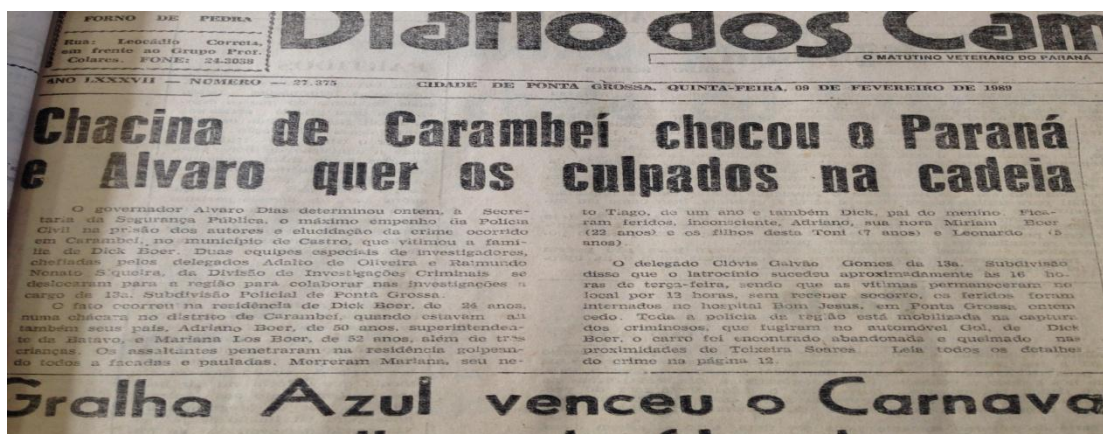 FORNO DE PEDRA
Rua: Leocádio Correia,
em frente ao Grupo Prof.
Colares. FONE: 24-2038
Diario dos Cam
O MATUTINO VETERANO DO PARANÁ
ANO LXXXVII — NÚMERO — 27.375
CIDADE DE PONTA GROSSA, QUINTA-FEIRA, 09 DE FEVEREIRO DE 1989
Chacina de Carambeí chocou o Paraná
e Alvaro quer os culpados na cadeia
O governador Alvaro Dias determinou ontem, à Secre-
taria da Segurança Pública, o máximo empenho da Polícia
Civil na prisão dos autores e elucidação da crime ocorrido
em Carambeí, no município de Castro, que vitimou a famí-
lia de Dick Boer. Duas equipes especiais de investigadores,
chefiadas pelos delegados Adalto de Oliveira e Raimundo
Nonato Siqueira, da Divisão de Investigações Criminais se
deslocaram para a região para colaborar nas investigações a
cargo de 13a. Subdivisão Policial de Ponta Grossa.
O fato ocorreu na residência de Dick Boer, de 24 anos,
numa chácara no distrito de Carambeí, quando estavam ali
também seus pais, Adriano Boer, de 50 anos, superintenden-
te da Batavo, e Mariana Los Boer, de 52 anos, além de três
crianças. Os assaltantes penetraram na residência golpean-
do todos a facadas e pauladas. Morreram Mariana, seu ne-
to Tiago, de um ano e também Dick, pai do menino. Fica-
ram feridos, inconsciente, Adriano, sua nora Miriam Boer
(22 anos) e os filhos desta Toni (7 anos) e Leonardo (5
anos).
O delegado Clóvis Galvão Gomes da 13a. Subdivisão
disso que o latrocínio sucedeu aproximadamente às 16 ho-
ras de terça-feira, sendo que as vítimas permaneceram no
local por 12 horas, sem receber socorro, os feridos foram
internados no hospital Bom Jesus, em Ponta Grossa, ontem
cedo. Toda a polícia da região está mobilizada na captura
dos criminosos, que fugiram no automóvel Gol, de Dick
Boer, o carro foi encontrado abandonada e queimado nas
proximidades de Teixeira Soares Leia todos os detalhes
do crime na página 12.
Gralha Azul venceu o Carnava